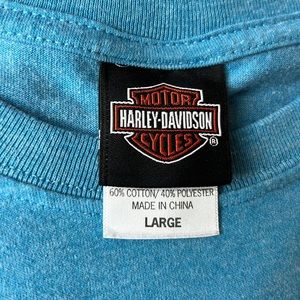 MOTOR
HARLEY-DAVIDSON
CYCLES
®
60% COTTON/ 40% POLYESTER
MADE IN CHINA
LARGE